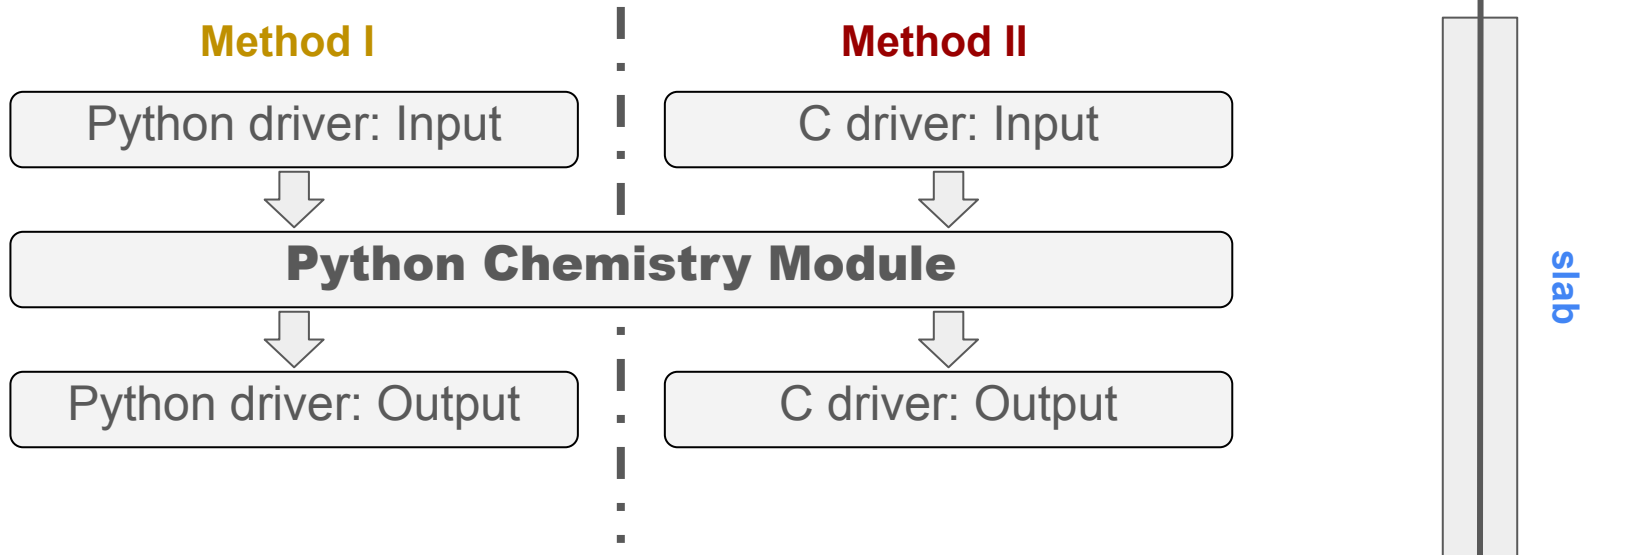 Method I
Method II
Python driver: Input
C driver: Input
Python Chemistry Module
Python driver: Output
C driver: Output
slab